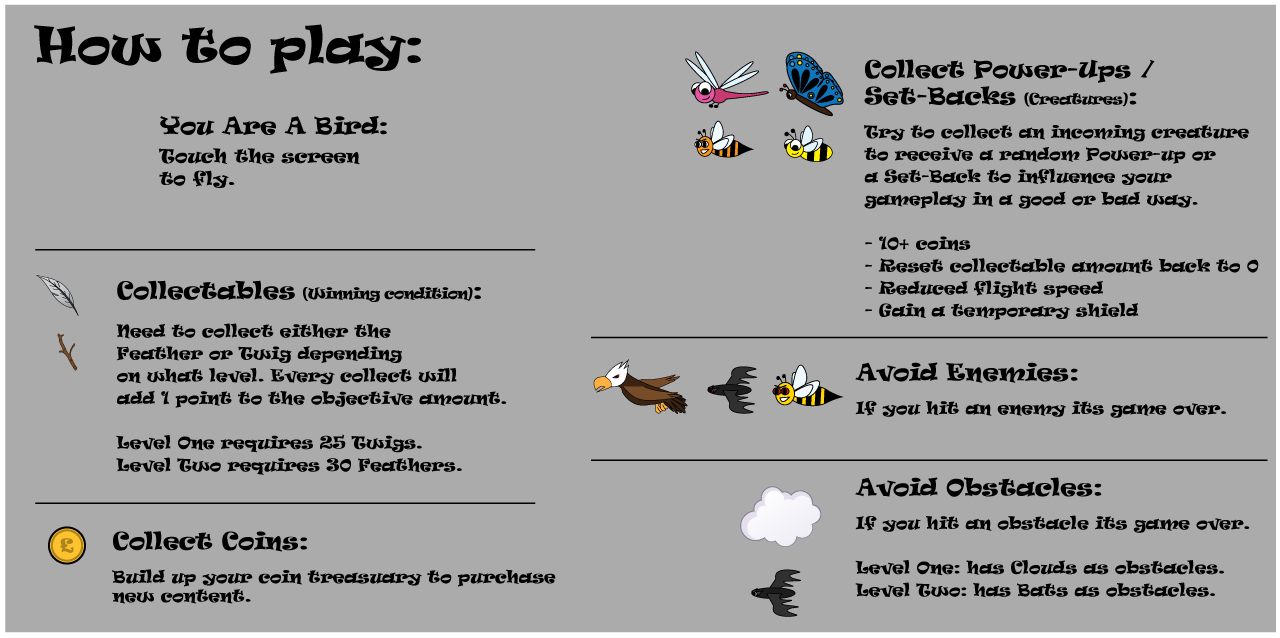 How to play:
You Are A Bird:
Touch the screen
to fly.
Collectables (Winning condition):
Need to collect either the
Feather or Twig depending
on what level. Every collect will
add 1 point to the objective amount.
Level One requires 25 Twigs.
Level Two requires 30 Feathers.
£
Collect Coins:
Build up your coin treasuary to purchase
new content.
Collect Power-Ups /
Set-Backs (Creatures):
Try to collect an incoming creature
to receive a random Power-up or
a Set-Back to influence your
gameplay in a good or bad way.
- 10+ coins
- Reset collectable amount back to 0
- Reduced flight speed
- Gain a temporary shield
Avoid Enemies:
If you hit an enemy its game over.
Avoid Obstacles:
If you hit an obstacle its game over.
Level One: has Clouds as obstacles.
Level Two: has Bats as obstacles.